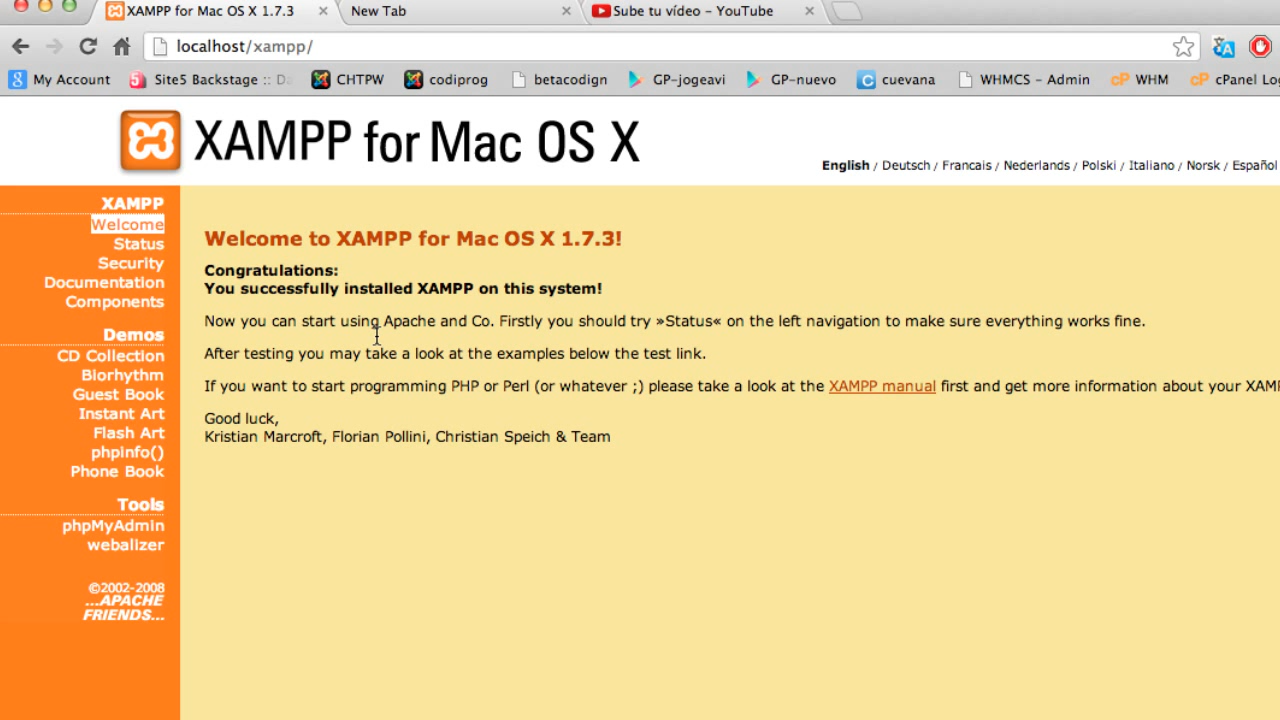 XAMPP for Mac OS X 1.7.3
New Tab
Sube tu vídeo – YouTube
localhost/xampp/
My Account
Site5 Backstage ::
CHTPW
codiprog
betacodign
GP-jogeavi
GP-nuevo
cuevana
WHMCS – Admin
WHM
cPanel
XAMPP for Mac OS X
English / Deutsch / Francais / Nederlands / Polski / Italiano / Norsk / Español
XAMPP
Welcome
Status
Security
Documentation
Components
Demos
CD Collection
Biorhythm
Guest Book
Instant Art
Flash Art
phpinfo()
Phone Book
Tools
phpMyAdmin
webalizer
©2002-2008
...APACHE
FRIENDS...
Welcome to XAMPP for Mac OS X 1.7.3!
Congratulations:
You successfully installed XAMPP on this system!
Now you can start using Apache and Co. Firstly you should try »Status« on the left navigation to make sure everything works fine.
After testing you may take a look at the examples below the test link.
If you want to start programming PHP or Perl (or whatever ;) please take a look at the XAMPP manual first and get more information about your
Good luck,
Kristian Marcroft, Florian Pollini, Christian Speich & Team